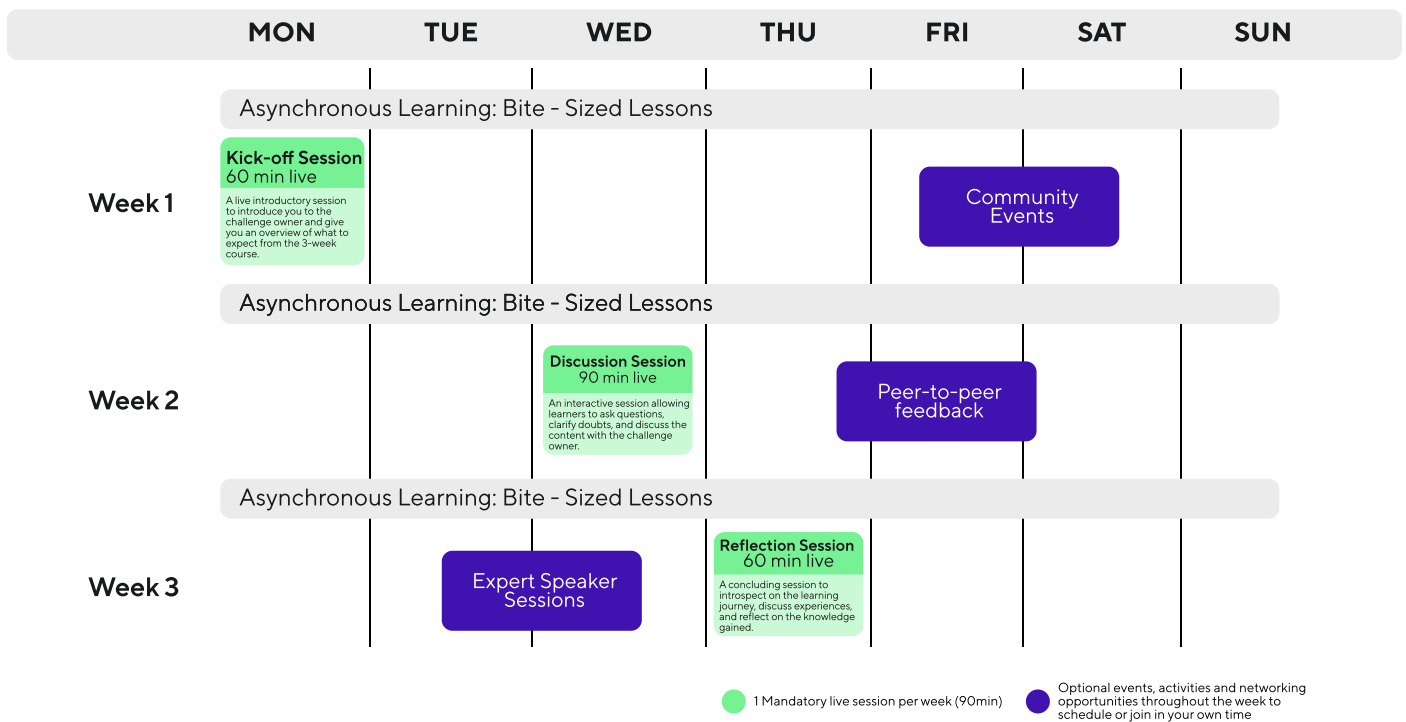 MON TUE WED THU FRI SAT SUN
Asynchronous Learning: Bite - Sized Lessons
Week 1
Kick-off Session
60 min live
A live introductory session
to introduce you to the
challenge owner and give
you an overview of what to
expect from the 3-week
course.
Community
Events
Asynchronous Learning: Bite - Sized Lessons
Week 2
Discussion Session
90 min live
An interactive session allowing
learners to ask questions,
clarify doubts, and discuss the
content with the challenge
owner.
Peer-to-peer
feedback
Asynchronous Learning: Bite - Sized Lessons
Week 3
Expert Speaker
Sessions
Reflection Session
60 min live
A concluding session to
introspect on the learning
journey, discuss experiences,
and reflect on the knowledge
gained.
1 Mandatory live session per week (90min)
Optional events, activities and networking
opportunities throughout the week to
schedule or join in your own time